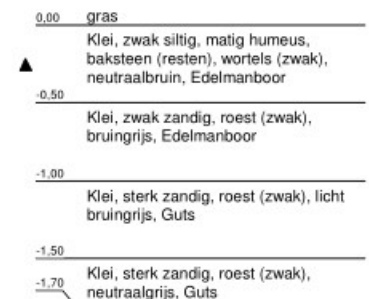 0,00 gras
Klei, zwak siltig, matig humeus,
baksteen (resten), wortels (zwak),
neutraalbruin, Edelmanboor
-0,50
Klei, zwak zandig, roest (zwak),
bruingrijs, Edelmanboor
-1,00
Klei, sterk zandig, roest (zwak), licht
bruingrijs, Guts
-1,50
Klei, sterk zandig, roest (zwak),
-1,70
neutraalgrijs, Guts